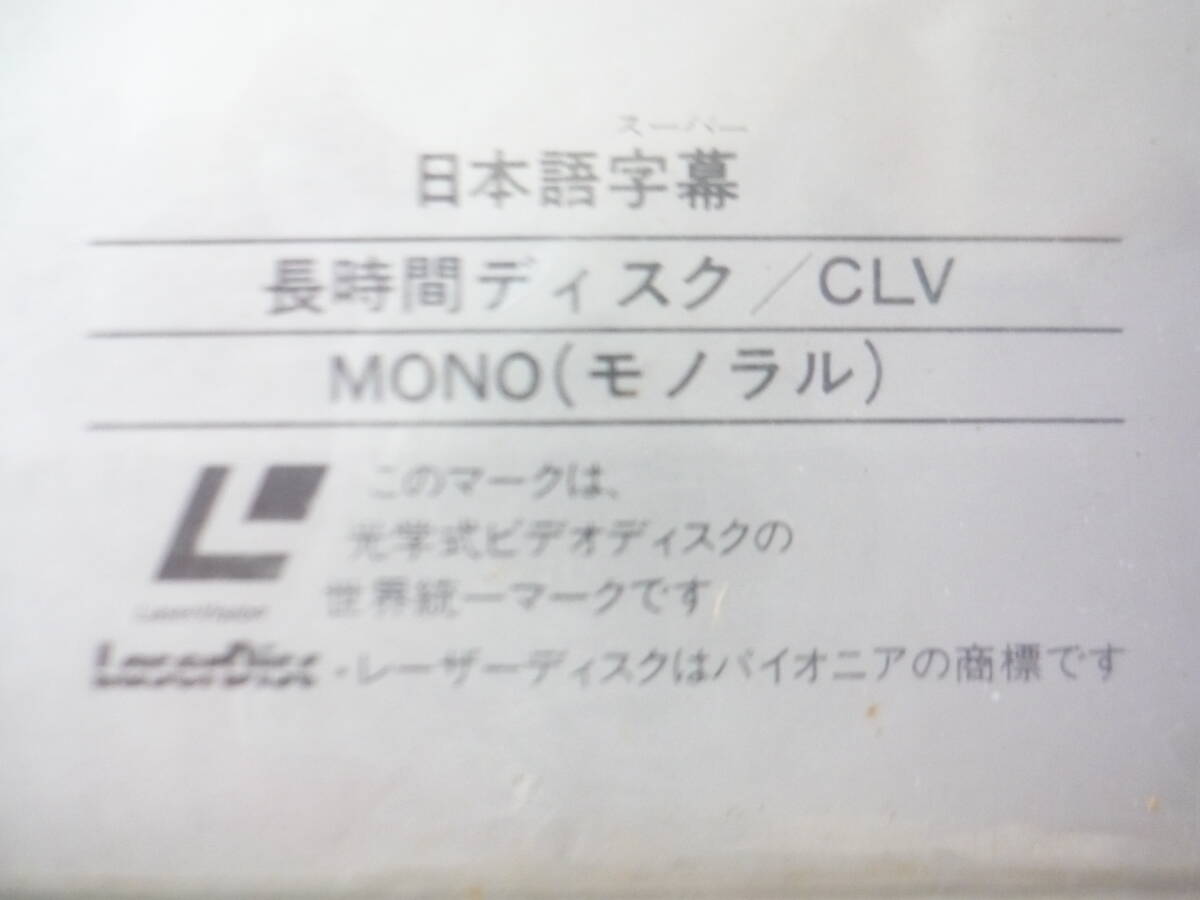 スーパー
日本語字幕
長時間ディスク／CLV
MONO(モノラル)
このマークは、
光学式ビデオディスクの
世界統一マークです
LaserVision
LaserDisc・レーザーディスクはパイオニアの商標です